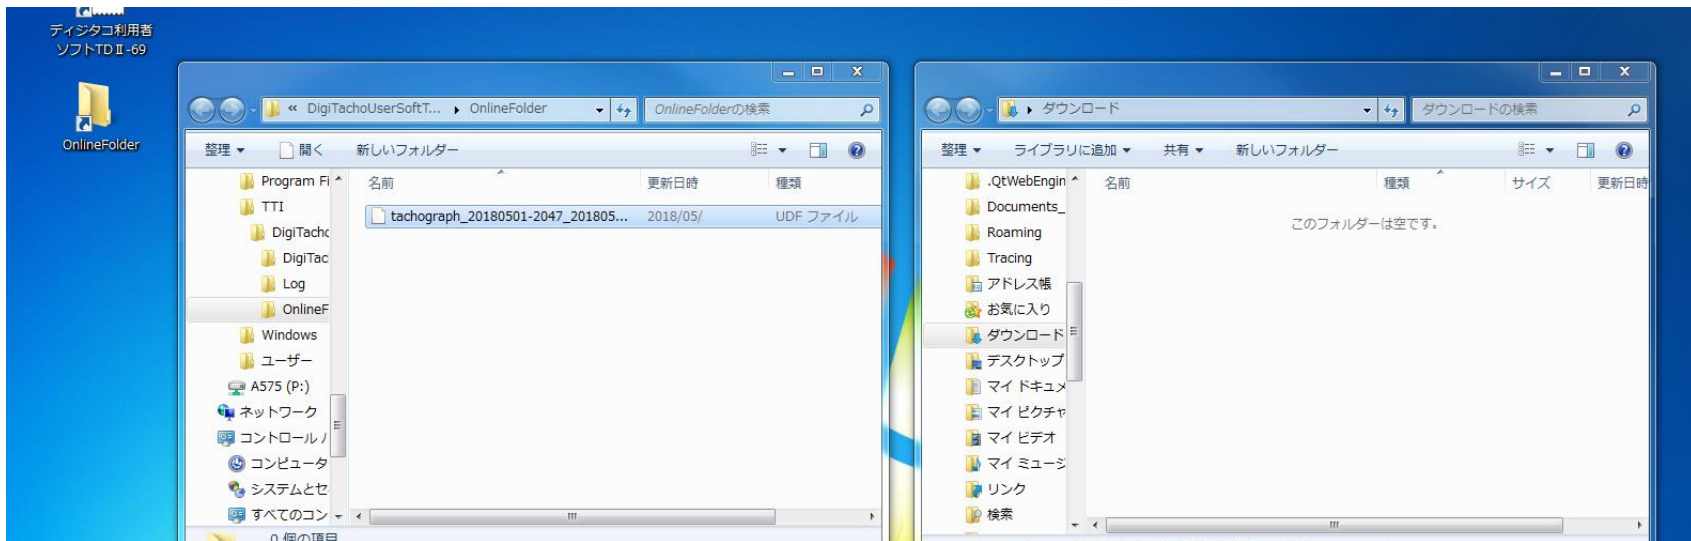 ディジタコ利用者
ソフトTDⅡ-69
OnlineFolder
« DigiTachoUserSoftT... ▸ OnlineFolder
OnlineFolderの検索
整理 ▼ 開く 新しいフォルダー
Program Fi
TTI
DigiTacho
DigiTac
Log
OnlineF
Windows
ユーザー
A575 (P:)
ネットワーク
コントロール
コンピュータ
システムとセ
すべてのコン
名前 更新日時 種類
tachograph_20180501-2047_201805... 2018/05/ UDF ファイル
0 個の項目
▸ ダウンロード
ダウンロードの検索
整理 ▼ ライブラリに追加 ▼ 共有 ▼ 新しいフォルダー
.QtWebEngin
Documents_
Roaming
Tracing
アドレス帳
お気に入り
ダウンロード
デスクトップ
マイ ドキュメ
マイ ピクチャ
マイ ビデオ
マイ ミュージ
リンク
検索
名前 種類 サイズ 更新日時
このフォルダーは空です。